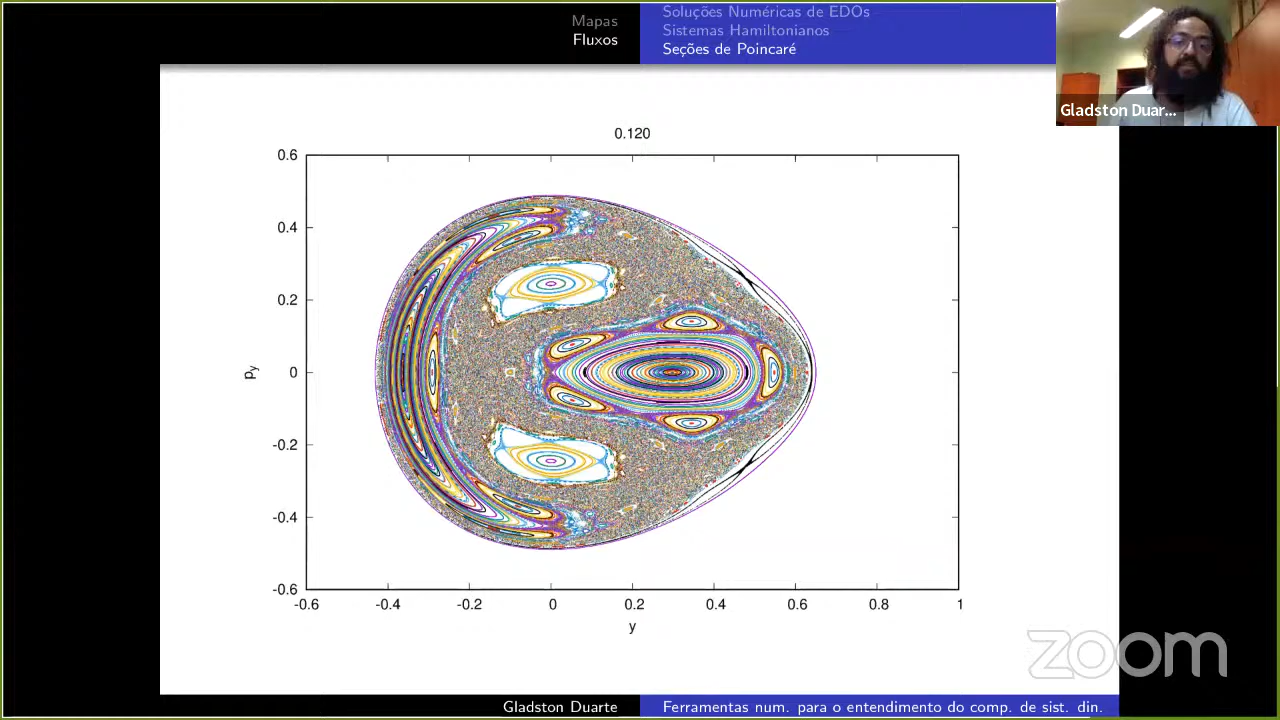 Mapas
Fluxos
Soluções Numéricas de EDOs
Sistemas Hamiltonianos
Seções de Poincaré
Gladston Duar...
0.120
0.6
0.4
0.2
0
-0.2
-0.4
-0.6
py
-0.6 -0.4 -0.2 0 0.2 0.4 0.6 0.8 1
y
zoom
Gladston Duarte
Ferramentas num. para o entendimento do comp. de sist. din.